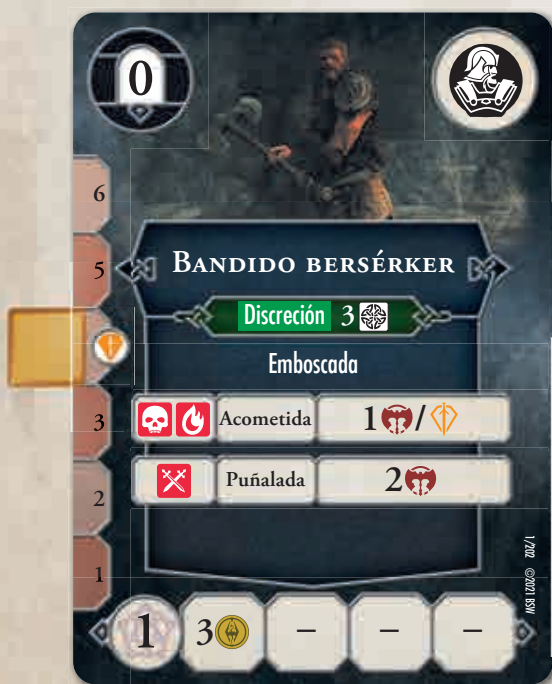 0
6
5
BANDIDO BERSÉRKER
Discreción 3
Emboscada
3 Acometida 1 /
2 Puñalada 2
1
1 3 – – –
1/202 ©2021 BSW